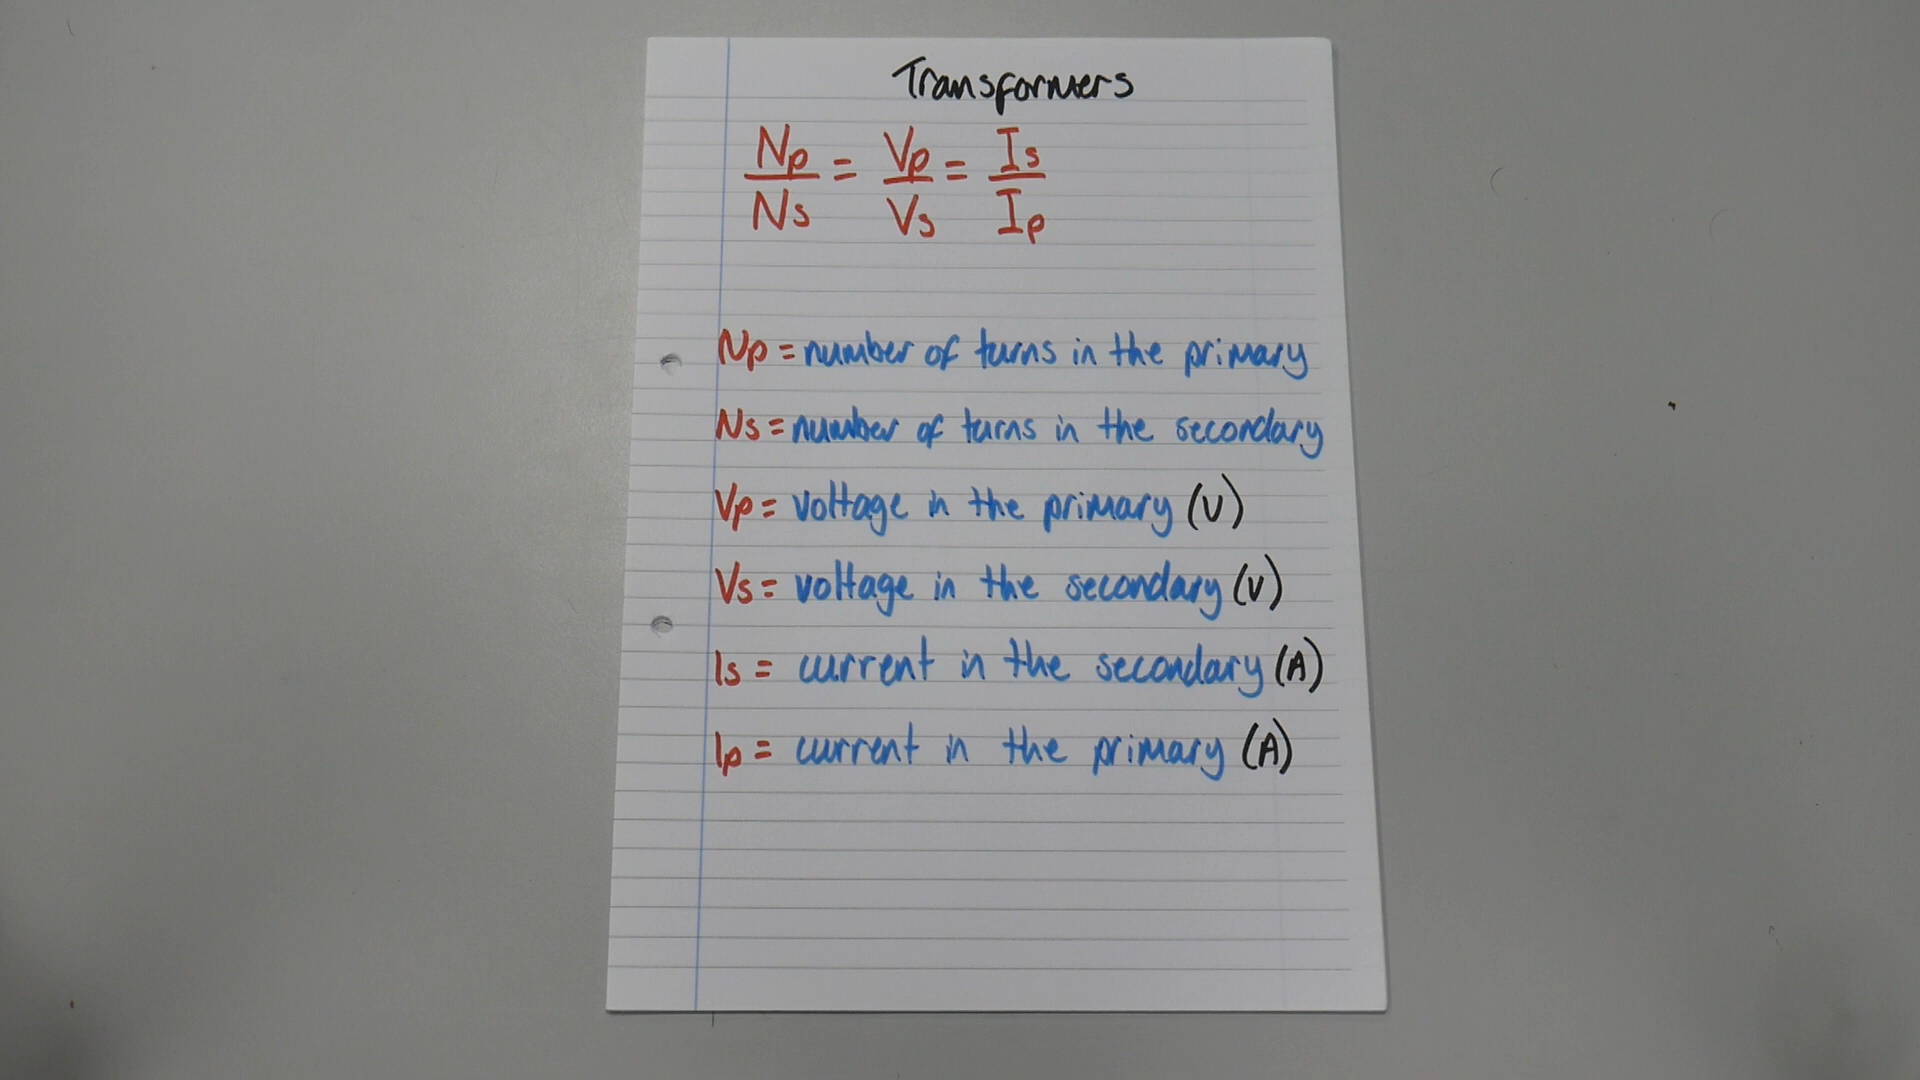 Transformers
Np/Ns = Vp/Vs = Is/Ip
Np = number of turns in the primary
Ns = number of turns in the secondary
Vp = voltage in the primary (V)
Vs = voltage in the secondary (V)
Is = current in the secondary (A)
Ip = current in the primary (A)